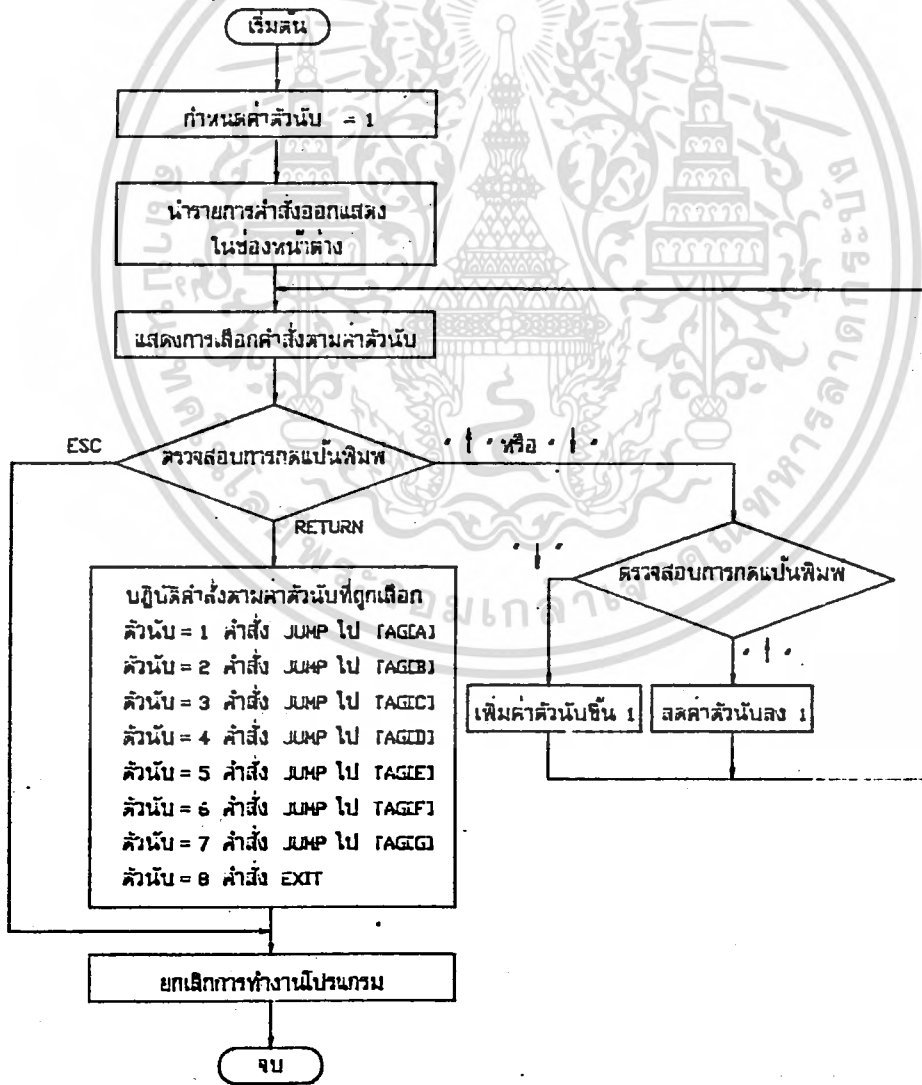 เริ่มต้น
กำหนดค่าตัวนับ = 1
นำรายการคำสั่งออกแสดง
ในช่องหน้าต่าง
แสดงการเลือกคำสั่งตามค่าตัวนับ
ESC
ตรวจสอบการกดแป้นพิมพ์
" ↑ " หรือ " ↓ "
RETURN
" ↓ "
ตรวจสอบการกดแป้นพิมพ์
" ↑ "
ปฏิบัติคำสั่งตามค่าตัวนับที่ถูกเลือก
ตัวนับ = 1 คำสั่ง JUMP ไป TAG[A]
ตัวนับ = 2 คำสั่ง JUMP ไป TAG[B]
ตัวนับ = 3 คำสั่ง JUMP ไป TAG[C]
ตัวนับ = 4 คำสั่ง JUMP ไป TAG[D]
ตัวนับ = 5 คำสั่ง JUMP ไป TAG[E]
ตัวนับ = 6 คำสั่ง JUMP ไป TAG[F]
ตัวนับ = 7 คำสั่ง JUMP ไป TAG[G]
ตัวนับ = 8 คำสั่ง EXIT
เพิ่มค่าตัวนับขึ้น 1
ลดค่าตัวนับลง 1
ยกเลิกการทำงานโปรแกรม
จบ